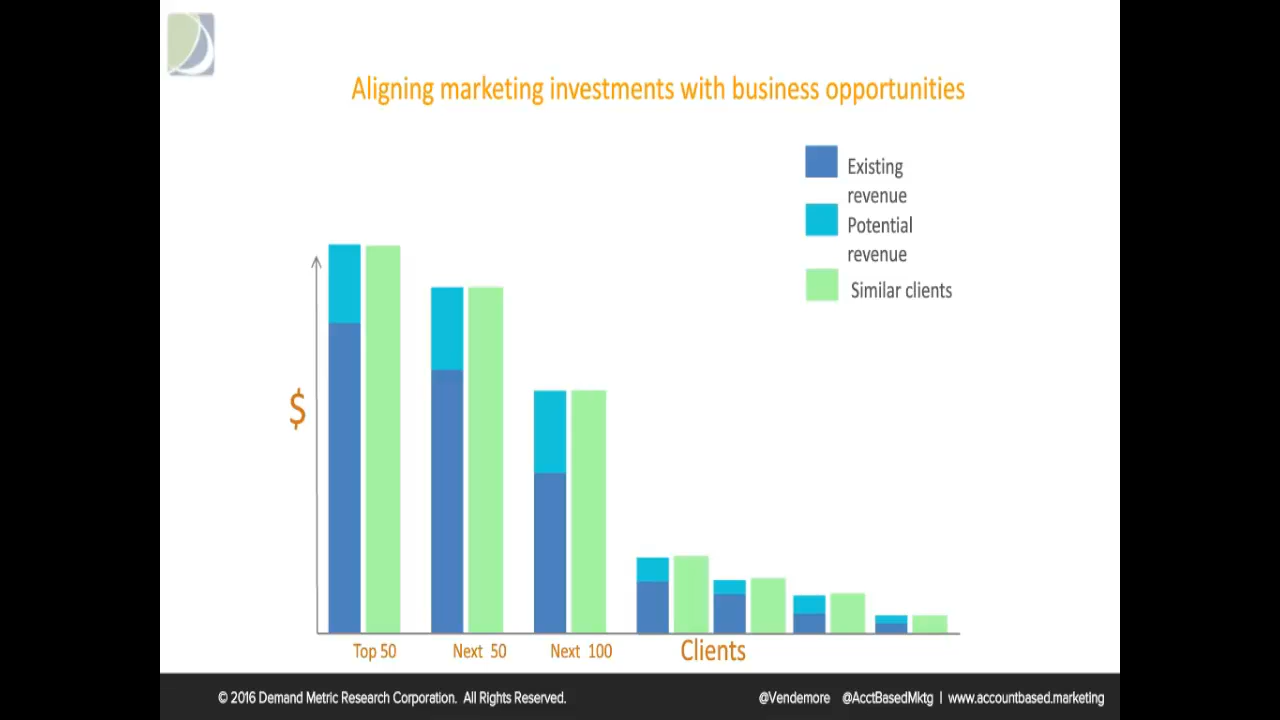 Aligning marketing investments with business opportunities
Existing
revenue
Potential
revenue
Similar clients
$
Top 50
Next 50
Next 100
Clients
© 2016 Demand Metric Research Corporation. All Rights Reserved.
@Vendemore @AcctBasedMktg | www.accountbased.marketing